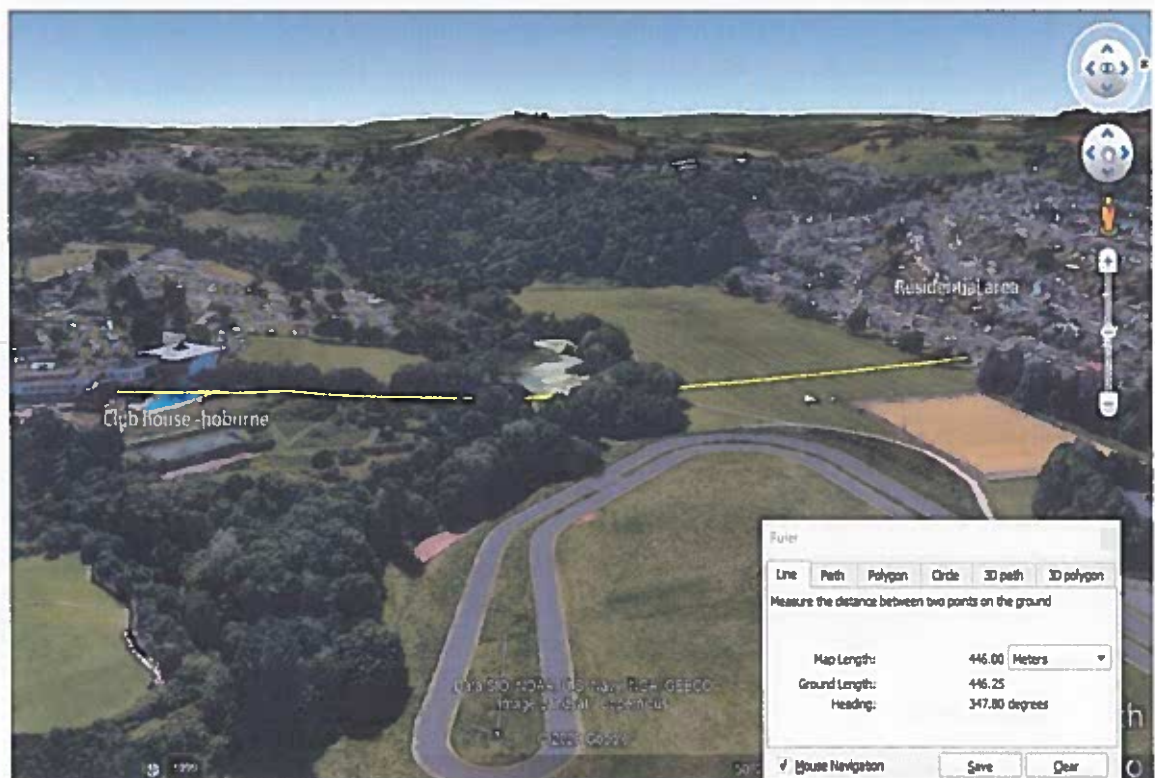 Residential area
Club house -hoburne
Ruler
Line Path Polygon Circle 3D path 3D polygon
Measure the distance between two points on the ground
Map Length: 446.00 Meters
Ground Length: 446.25
Heading: 347.80 degrees
Mouse Navigation Save Clear